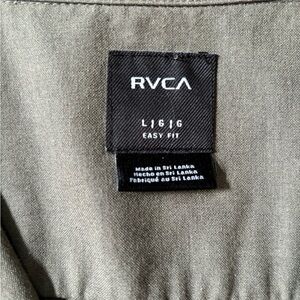 RVCA
L|G|G
EASY FIT
Made in Sri Lanka
Hecho en Sri Lanka
Fabriqué au Sri Lanka